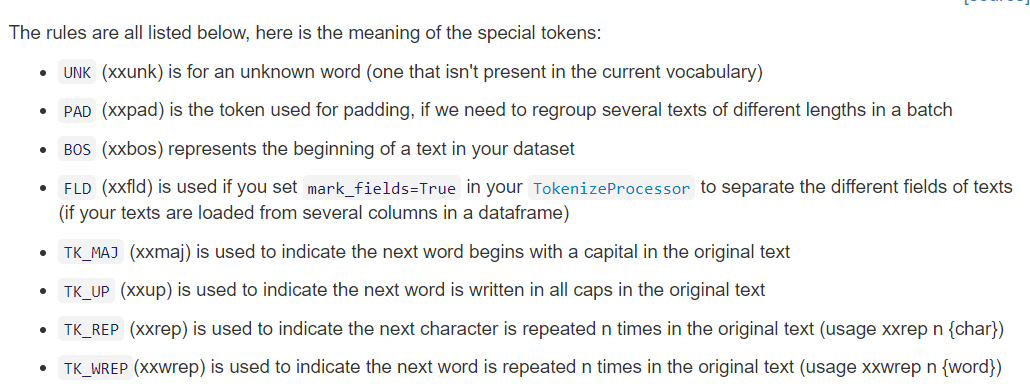 The rules are all listed below, here is the meaning of the special tokens:
• UNK (xxunk) is for an unknown word (one that isn't present in the current vocabulary)
• PAD (xxpad) is the token used for padding, if we need to regroup several texts of different lengths in a batch
• BOS (xxbos) represents the beginning of a text in your dataset
• FLD (xxfld) is used if you set mark_fields=True in your TokenizeProcessor to separate the different fields of texts
(if your texts are loaded from several columns in a dataframe)
• TK_MAJ (xxmaj) is used to indicate the next word begins with a capital in the original text
• TK_UP (xxup) is used to indicate the next word is written in all caps in the original text
• TK_REP (xxrep) is used to indicate the next character is repeated n times in the original text (usage xxrep n {char})
• TK_WREP (xxwrep) is used to indicate the next word is repeated n times in the original text (usage xxwrep n {word})